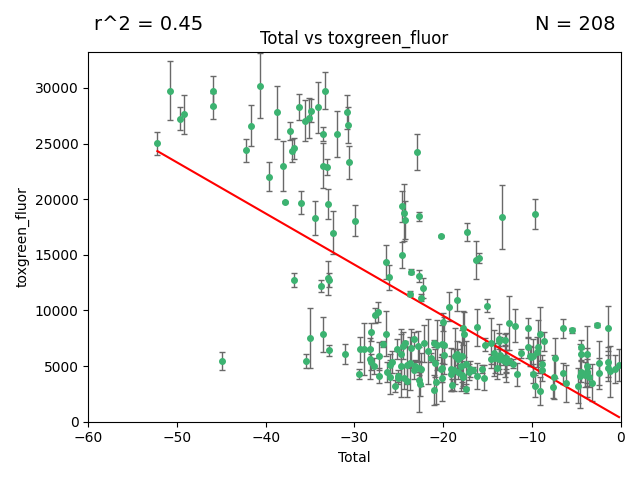 r^2 = 0.45
N = 208
Total vs toxgreen_fluor
30000
25000
20000
15000
10000
5000
0
toxgreen_fluor
−60
−50
−40
−30
−20
−10
0
Total